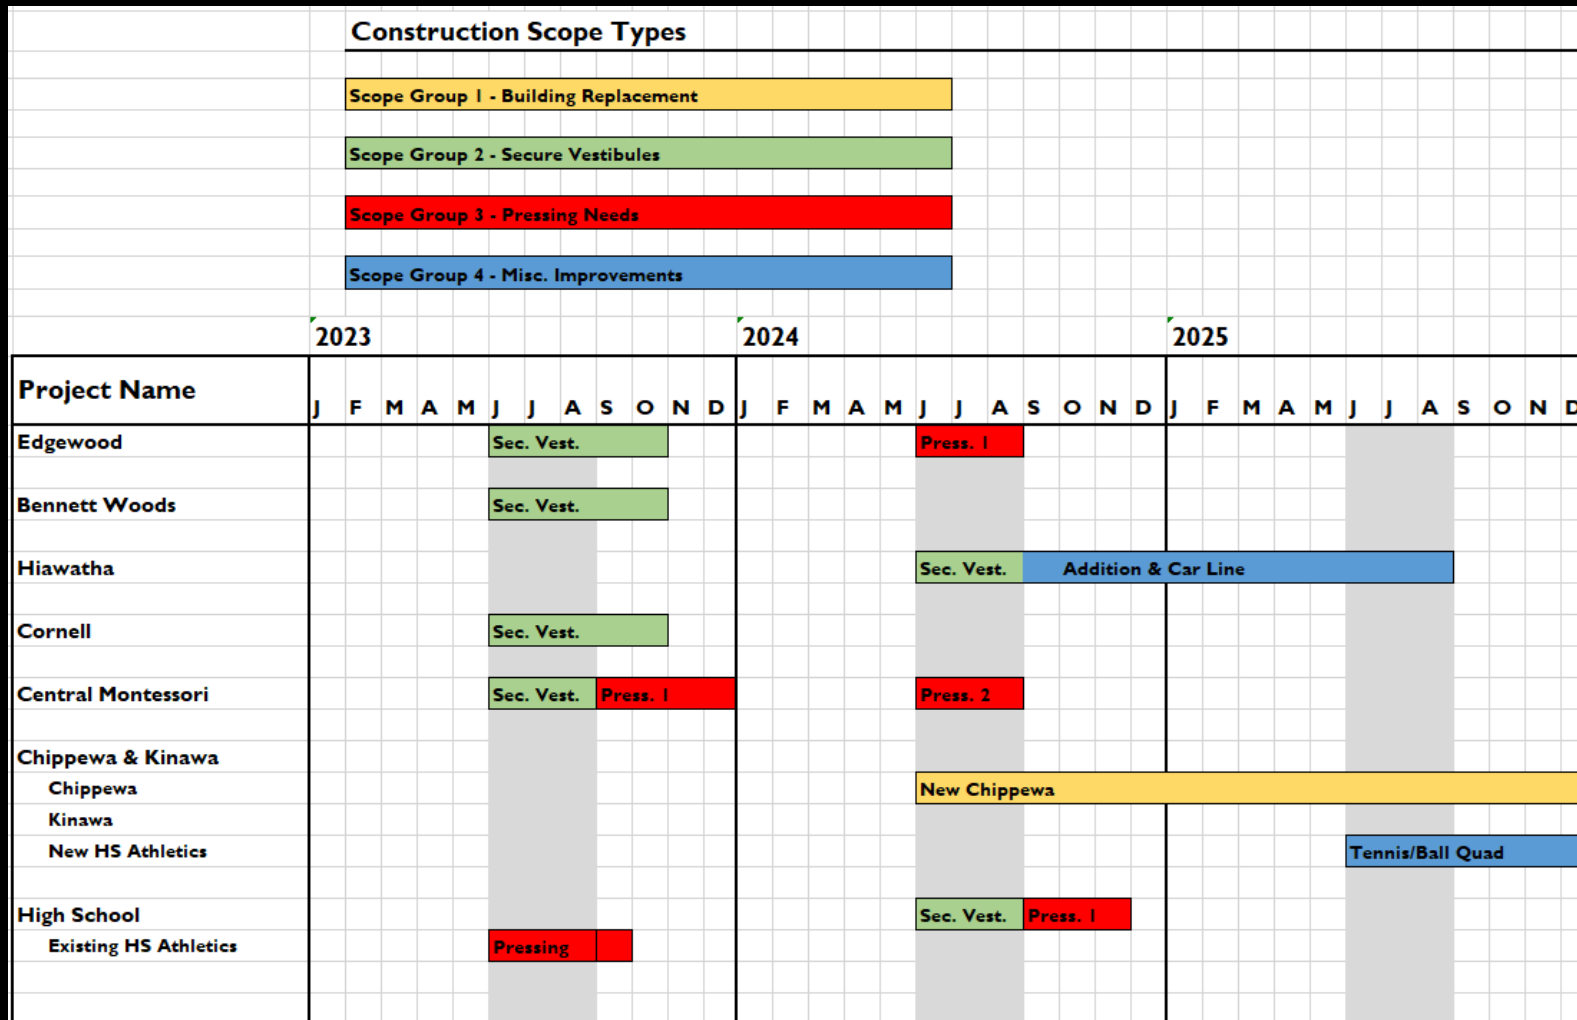 Construction Scope Types
Scope Group 1 - Building Replacement
Scope Group 2 - Secure Vestibules
Scope Group 3 - Pressing Needs
Scope Group 4 - Misc. Improvements
2023 2024 2025
Project Name J F M A M J J A S O N D J F M A M J J A S O N D J F M A M J J A S O N D
Edgewood Sec. Vest. Press. 1
Bennett Woods Sec. Vest.
Hiawatha Sec. Vest. Addition & Car Line
Cornell Sec. Vest.
Central Montessori Sec. Vest. Press. 1 Press. 2
Chippewa & Kinawa
Chippewa New Chippewa
Kinawa
New HS Athletics Tennis/Ball Quad
High School Sec. Vest. Press. 1
Existing HS Athletics Pressing